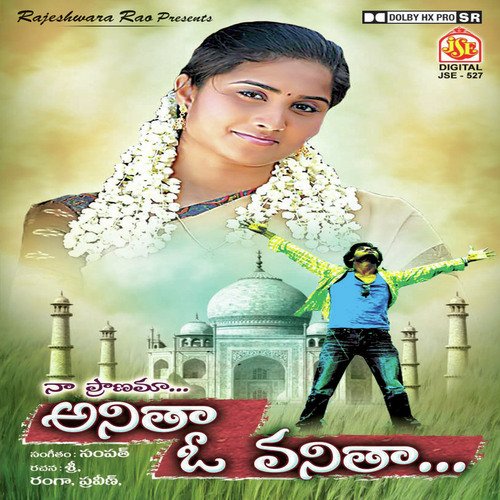 Rajeshwara Rao Presents
DOLBY HX PRO SR
JSE
DIGITAL
JSE - 527
నా ప్రాణమా...
అనితా
ఓ వనితా...
సంగీతం : సంపత్
రచన : శ్రీ,
రంగా, ప్రవీణ్.